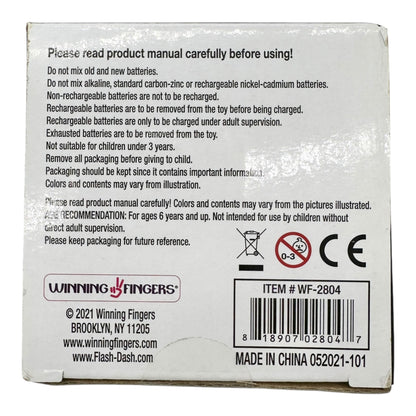 Please read product manual carefully before using!
Do not mix old and new batteries.
Do not mix alkaline, standard carbon-zinc or rechargeable nickel-cadmium batteries.
Non-rechargeable batteries are not to be recharged.
Rechargeable batteries are to be removed from the toy before being charged.
Rechargeable batteries are only to be charged under adult supervision.
Exhausted batteries are to be removed from the toy.
Not suitable for children under 3 years.
Remove all packaging before giving to child.
Packaging should be kept since it contains important information.
Colors and contents may vary from illustration.
Please read product manual carefully! Colors and contents may vary from the pictures illustrated.
AGE RECOMMENDATION: For ages 6 years and up. Not intended for use by children without
direct adult supervision.
Please keep packaging for future reference.
0-3
CE
WINNING FINGERS®
ITEM # WF-2804
© 2021 Winning Fingers
BROOKLYN, NY 11205
www.winningfingers.com
www.Flash-Dash.com
8 18907 02804 7
MADE IN CHINA 052021-101